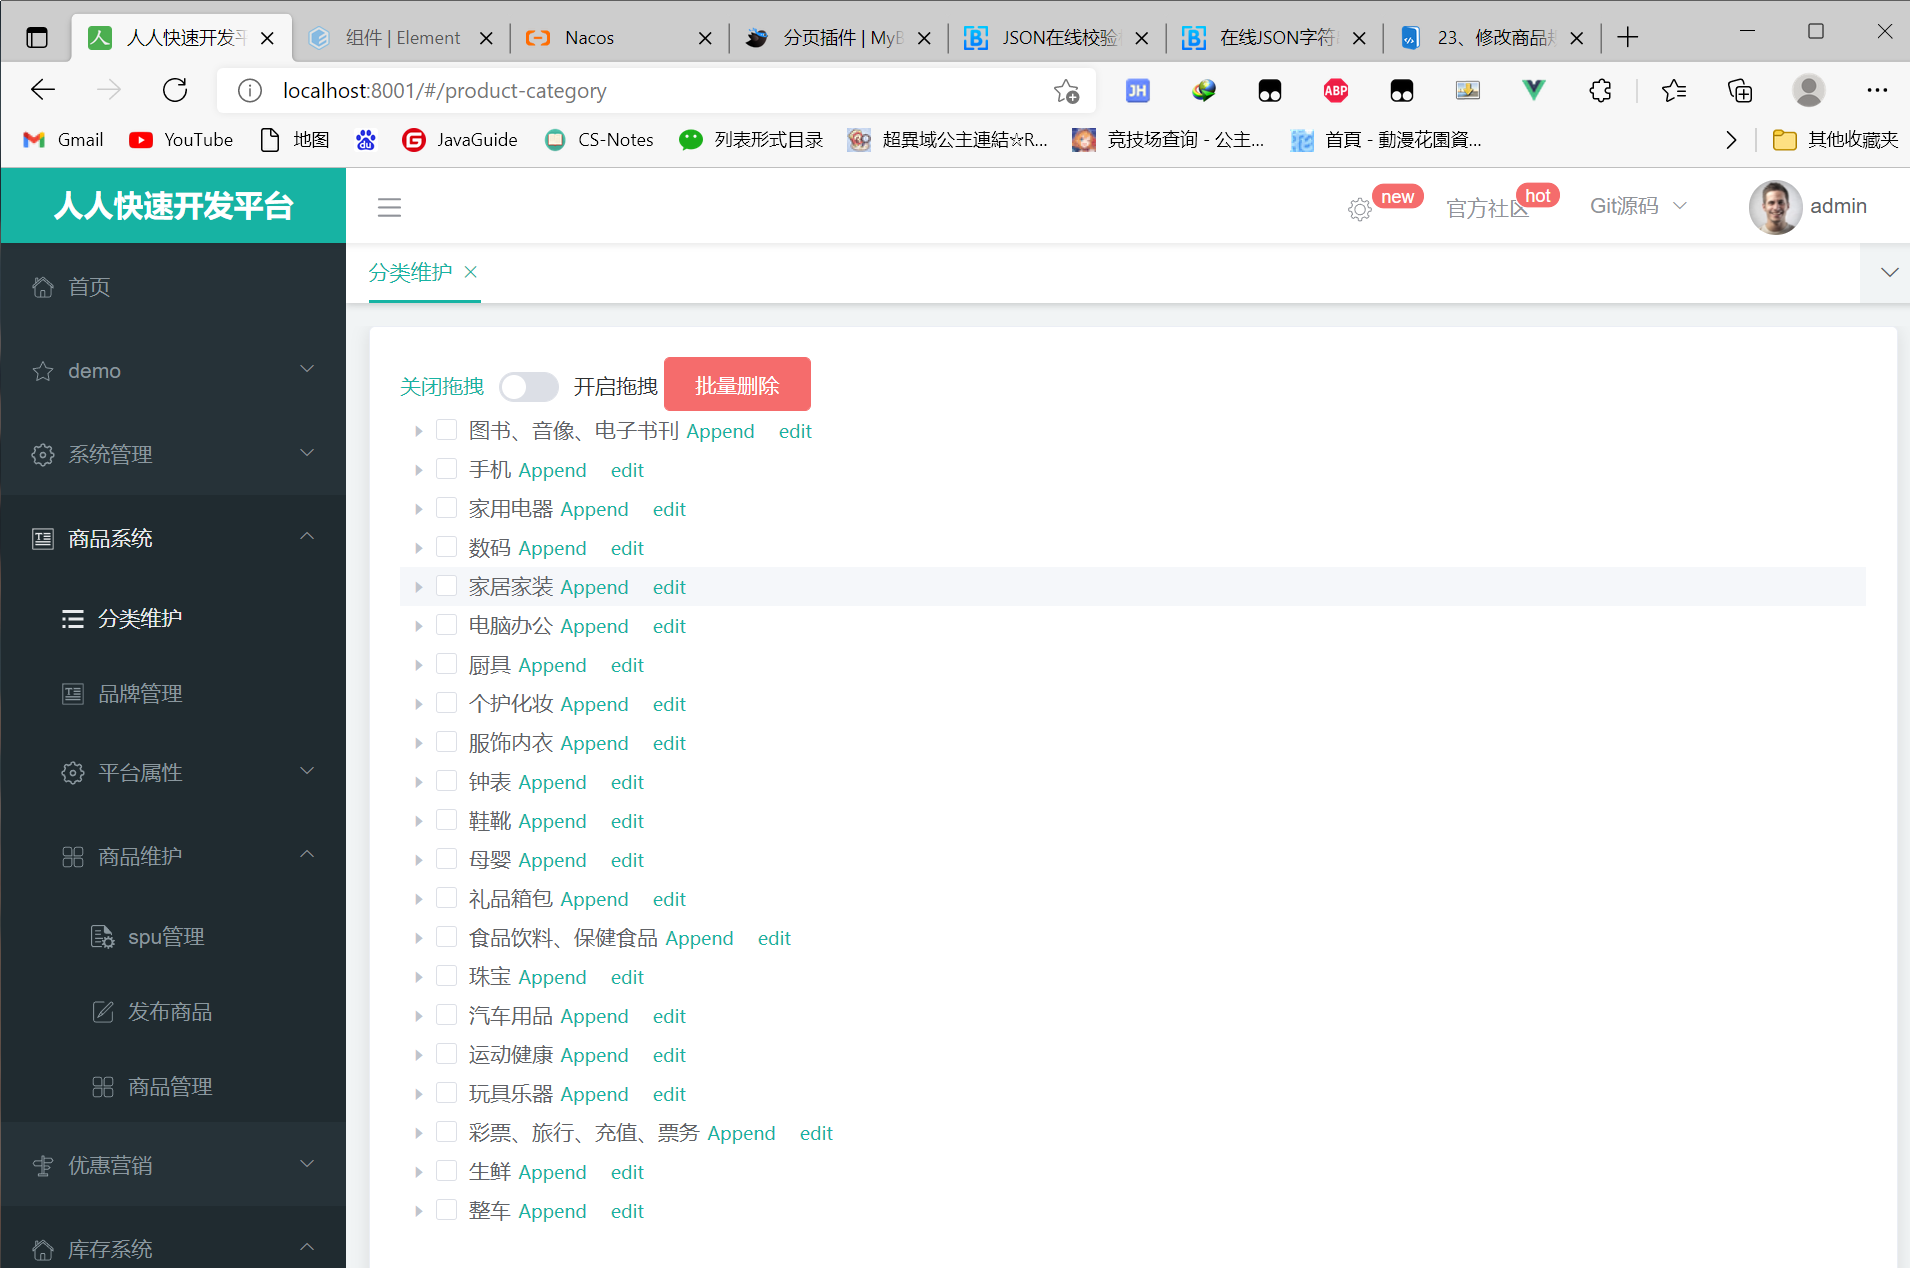 人人快速开发平
组件 | Element
Nacos
分页插件 | MyB
JSON在线校验
在线JSON字符
23、修改商品规
localhost:8001/#/product-category
JH
ABP
Gmail
YouTube
地图
JavaGuide
CS-Notes
列表形式目录
超異域公主連結☆R...
竞技场查询 - 公主...
首頁 - 動漫花園資...
其他收藏夹
人人快速开发平台
new
官方社区
hot
Git源码
admin
分类维护
首页
demo
系统管理
商品系统
分类维护
品牌管理
平台属性
商品维护
spu管理
发布商品
商品管理
优惠营销
库存系统
关闭拖拽 开启拖拽 批量删除
图书、音像、电子书刊 Append edit
手机 Append edit
家用电器 Append edit
数码 Append edit
家居家装 Append edit
电脑办公 Append edit
厨具 Append edit
个护化妆 Append edit
服饰内衣 Append edit
钟表 Append edit
鞋靴 Append edit
母婴 Append edit
礼品箱包 Append edit
食品饮料、保健食品 Append edit
珠宝 Append edit
汽车用品 Append edit
运动健康 Append edit
玩具乐器 Append edit
彩票、旅行、充值、票务 Append edit
生鲜 Append edit
整车 Append edit